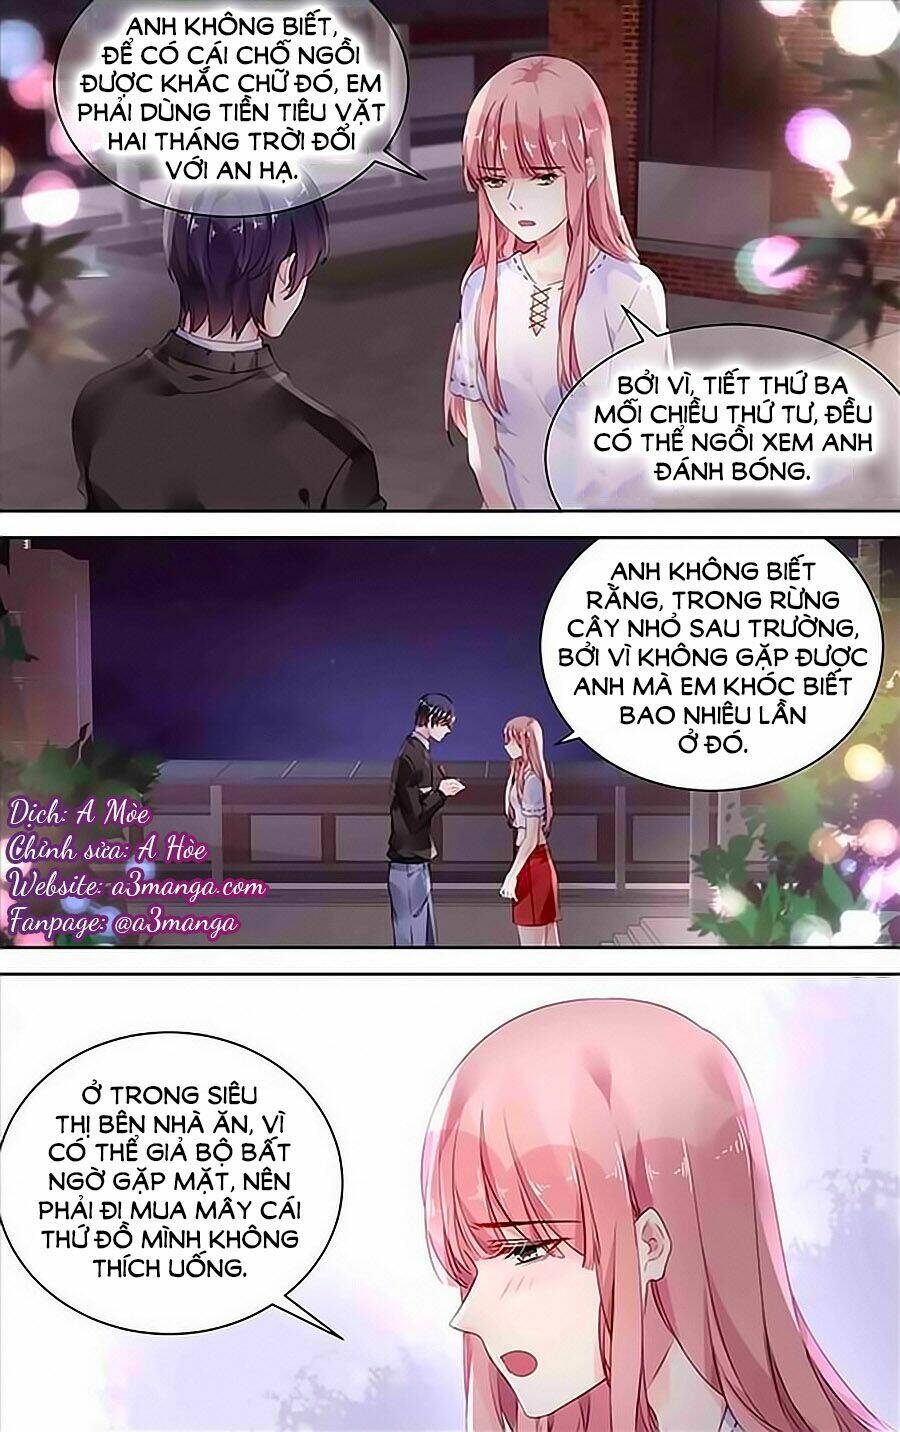 ANH KHÔNG BIẾT,
ĐỂ CÓ CÁI CHỖ NGỒI
ĐƯỢC KHẮC CHỮ ĐÓ, EM
PHẢI DÙNG TIỀN TIÊU VẶT
HAI THÁNG TRỜI ĐỔI
VỚI AN HẠ.
BỞI VÌ, TIẾT THỨ BA
MỖI CHIỀU THỨ TƯ, ĐỀU
CÓ THỂ NGỒI XEM ANH
ĐÁNH BÓNG.
ANH KHÔNG BIẾT
RẰNG, TRONG RỪNG
CÂY NHỎ SAU TRƯỜNG,
BỞI VÌ KHÔNG GẶP ĐƯỢC
ANH MÀ EM KHÓC BIẾT
BAO NHIÊU LẦN
Ở ĐÓ.
Dịch: A Mòe
Chỉnh sửa: A Hòe
Website: a3manga.com
Fanpage: @a3manga
Ở TRONG SIÊU
THỊ BÊN NHÀ ĂN, VÌ
CÓ THỂ GIẢ BỘ BẤT
NGỜ GẶP MẶT, NÊN
PHẢI ĐI MUA MẤY CÁI
THỨ ĐỒ MÌNH KHÔNG
THÍCH UỐNG.